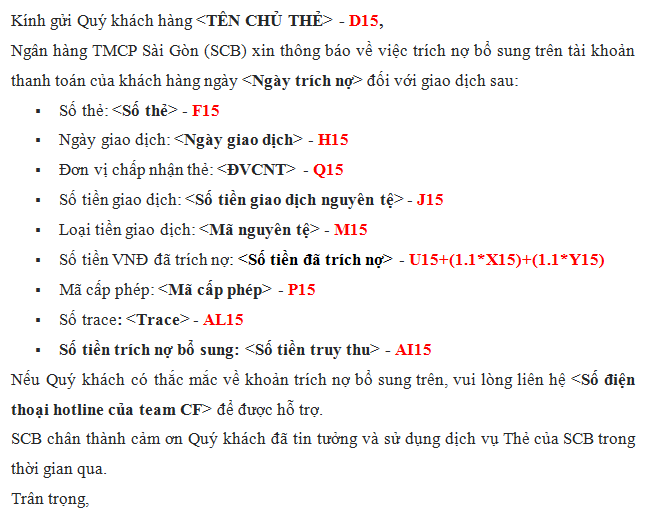 Kính gửi Quý khách hàng <TÊN CHỦ THẺ> - D15,
Ngân hàng TMCP Sài Gòn (SCB) xin thông báo về việc trích nợ bổ sung trên tài khoản
thanh toán của khách hàng ngày <Ngày trích nợ> đối với giao dịch sau:
▪ Số thẻ: <Số thẻ> - F15
▪ Ngày giao dịch: <Ngày giao dịch> - H15
▪ Đơn vị chấp nhận thẻ: <ĐVCNT> - Q15
▪ Số tiền giao dịch: <Số tiền giao dịch nguyên tệ> - J15
▪ Loại tiền giao dịch: <Mã nguyên tệ> - M15
▪ Số tiền VNĐ đã trích nợ: <Số tiền đã trích nợ> - U15+(1.1*X15)+(1.1*Y15)
▪ Mã cấp phép: <Mã cấp phép> - P15
▪ Số trace: <Trace> - AL15
▪ Số tiền trích nợ bổ sung: <Số tiền truy thu> - AI15
Nếu Quý khách có thắc mắc về khoản trích nợ bổ sung trên, vui lòng liên hệ <Số điện
thoại hotline của team CF> để được hỗ trợ.
SCB chân thành cảm ơn Quý khách đã tin tưởng và sử dụng dịch vụ Thẻ của SCB trong
thời gian qua.
Trân trọng,